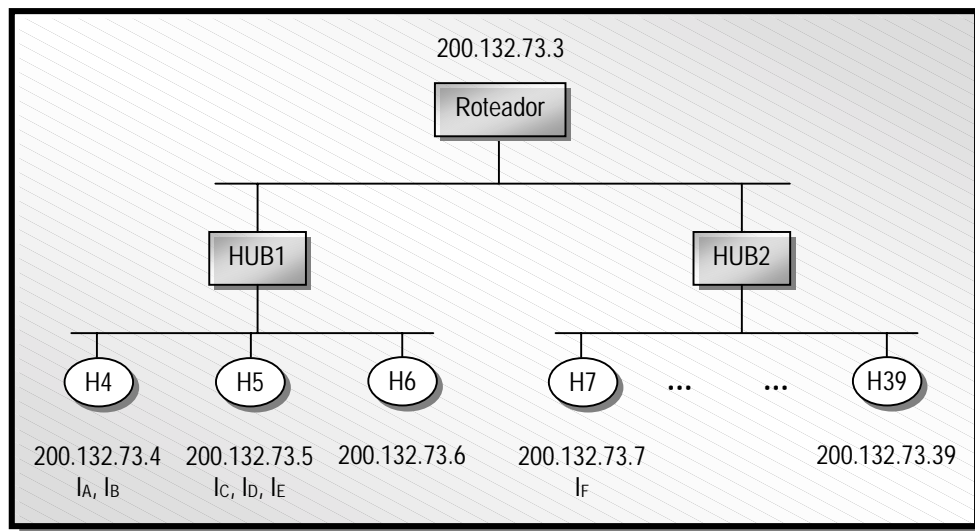 200.132.73.3
Roteador
HUB1 HUB2
H4 H5 H6 H7 ... ... H39
200.132.73.4 200.132.73.5 200.132.73.6 200.132.73.7 200.132.73.39
IA, IB IC, ID, IE IF